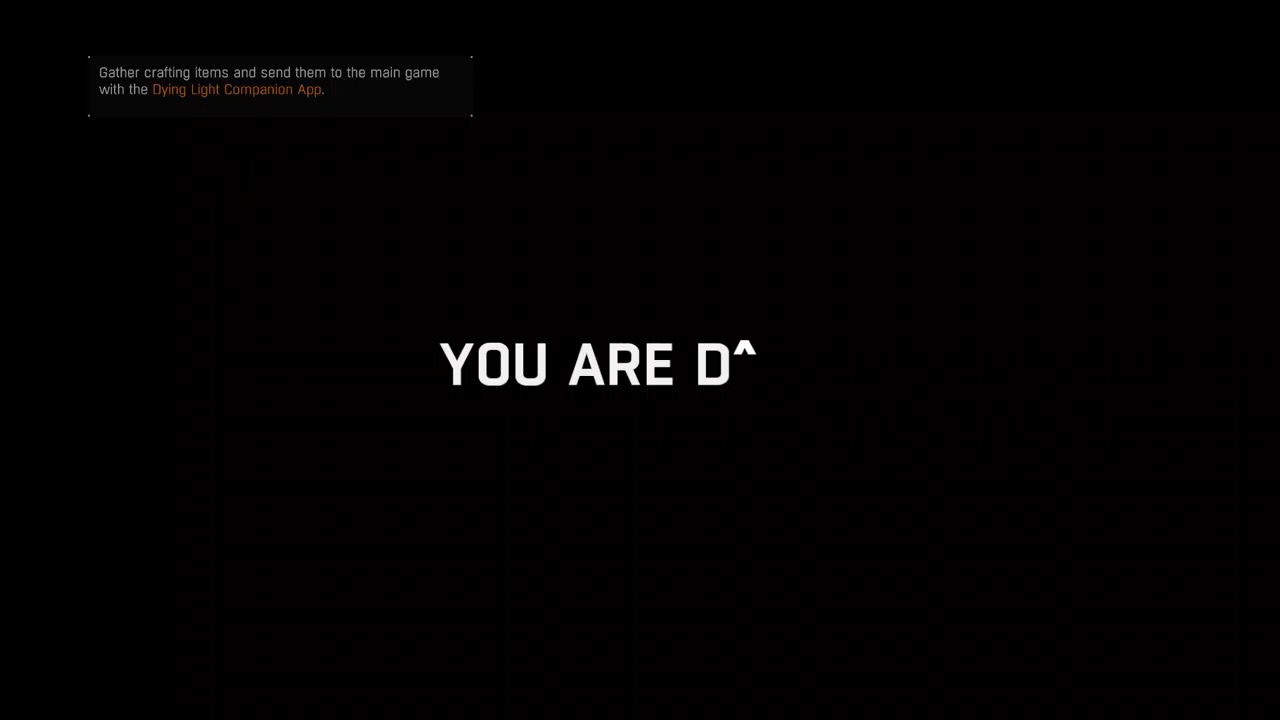 Gather crafting items and send them to the main game
with the Dying Light Companion App.
YOU ARE D^